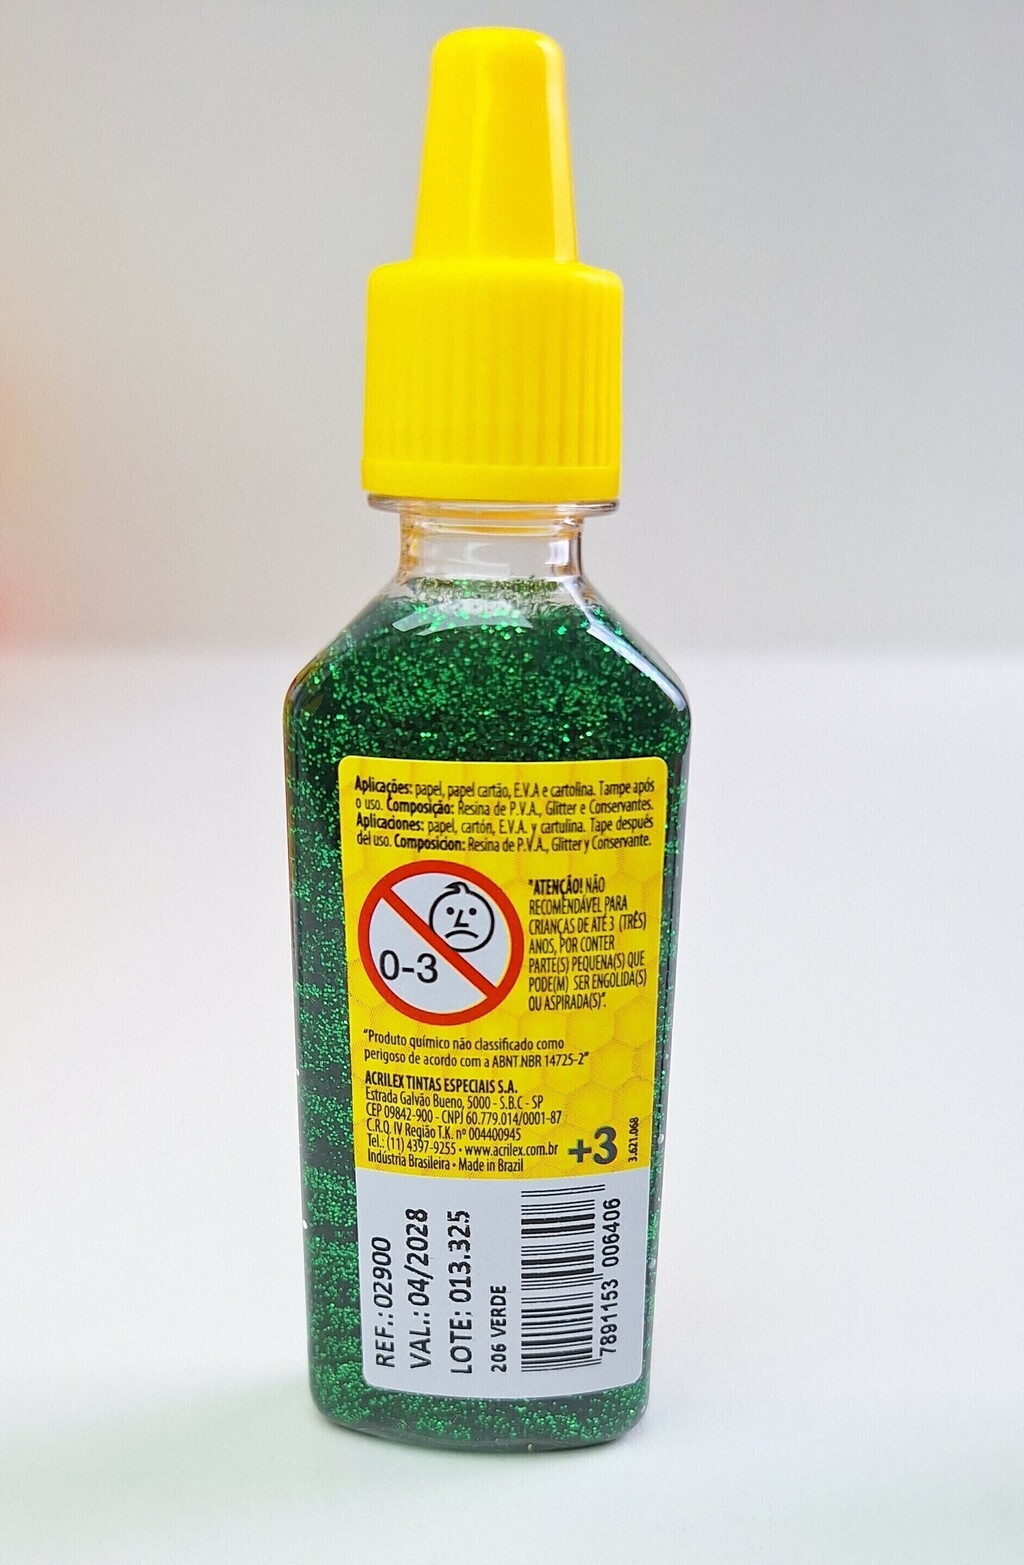 Aplicações: papel, papel cartão, E.V.A e cartolina. Tampe após
o uso. Composição: Resina de P.V.A., Glitter e Conservantes.
Aplicaciones: papel, cartón, E.V.A. y cartulina. Tape después
del uso. Composicion: Resina de P.V.A., Glitter y Conservante.
0-3
"ATENÇÃO! NÃO
RECOMENDÁVEL PARA
CRIANÇAS DE ATÉ 3 (TRÊS)
ANOS, POR CONTER
PARTE(S) PEQUENA(S) QUE
PODE(M) SER ENGOLIDA(S)
OU ASPIRADA(S)".
"Produto químico não classificado como
perigoso de acordo com a ABNT.NBR 14725-2"
ACRILEX TINTAS ESPECIAIS S.A.
Estrada Galvão Bueno, 5000 - S.B.C - SP
CEP 09842-900 - CNPJ 60.779.014/0001-87
C.R.Q. IV Região T.K. nº 004400945
Tel.: (11) 4397-9255 • www.acrilex.com.br
Indústria Brasileira • Made in Brazil
+3
3.621.068
REF.: 02900
VAL.: 04/2028
LOTE: 013.325
206 VERDE
7891153 006406